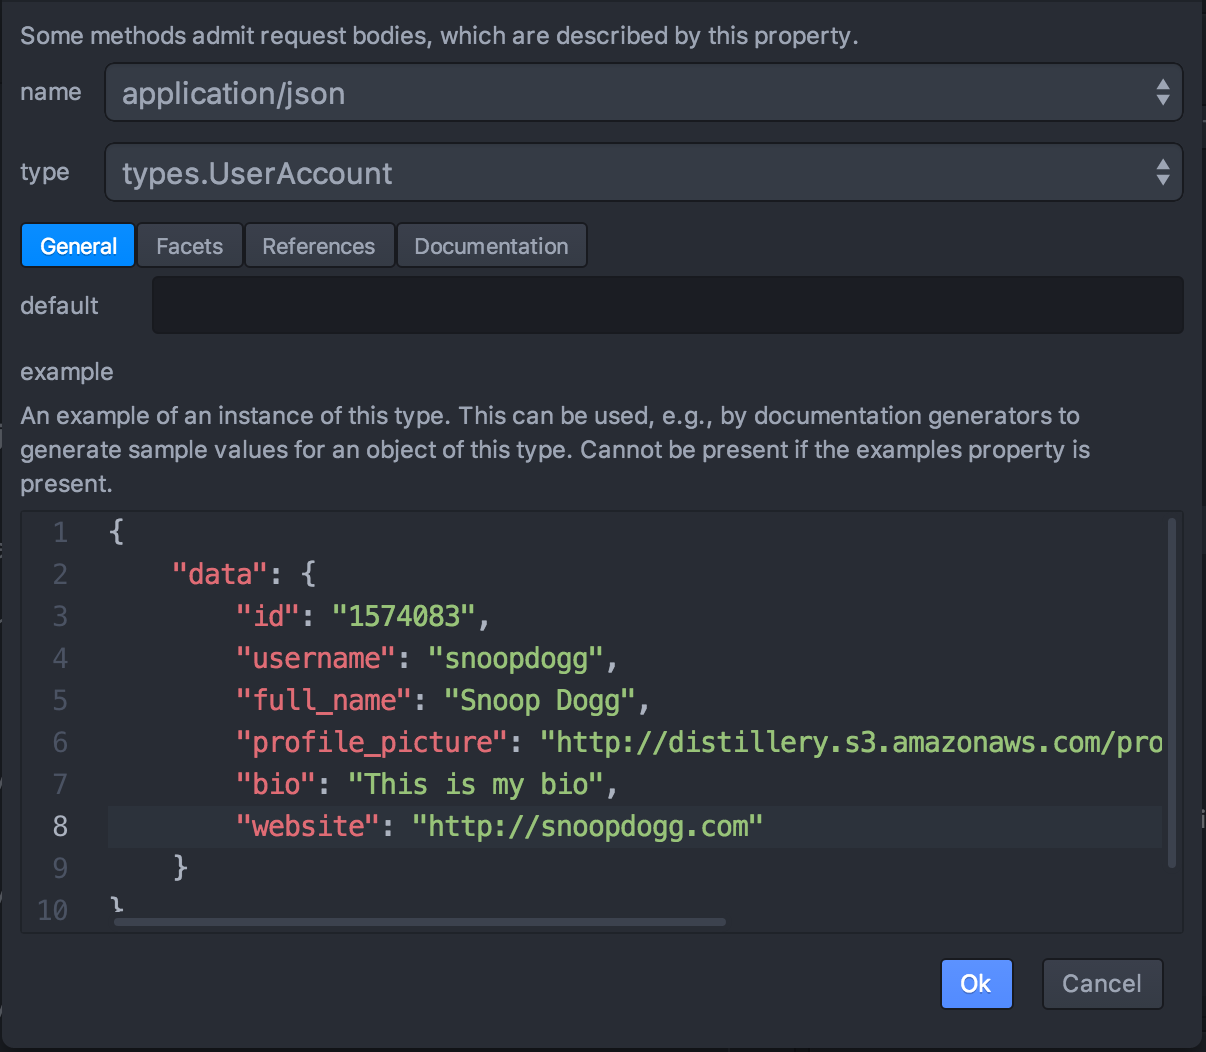 Some methods admit request bodies, which are described by this property.
name application/json
type types.UserAccount
General Facets References Documentation
default
example
An example of an instance of this type. This can be used, e.g., by documentation generators to
generate sample values for an object of this type. Cannot be present if the examples property is
present.
1 {
2 "data": {
3 "id": "1574083",
4 "username": "snoopdogg",
5 "full_name": "Snoop Dogg",
6 "profile_picture": "http://distillery.s3.amazonaws.com/pro
7 "bio": "This is my bio",
8 "website": "http://snoopdogg.com"
9 }
10 }
Ok Cancel